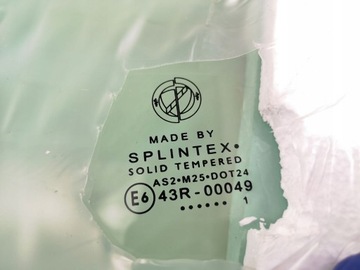 MADE BY
SPLINTEX•
SOLID TEMPERED
AS2•M25•DOT24
E6 43R-00049
•••••• 1